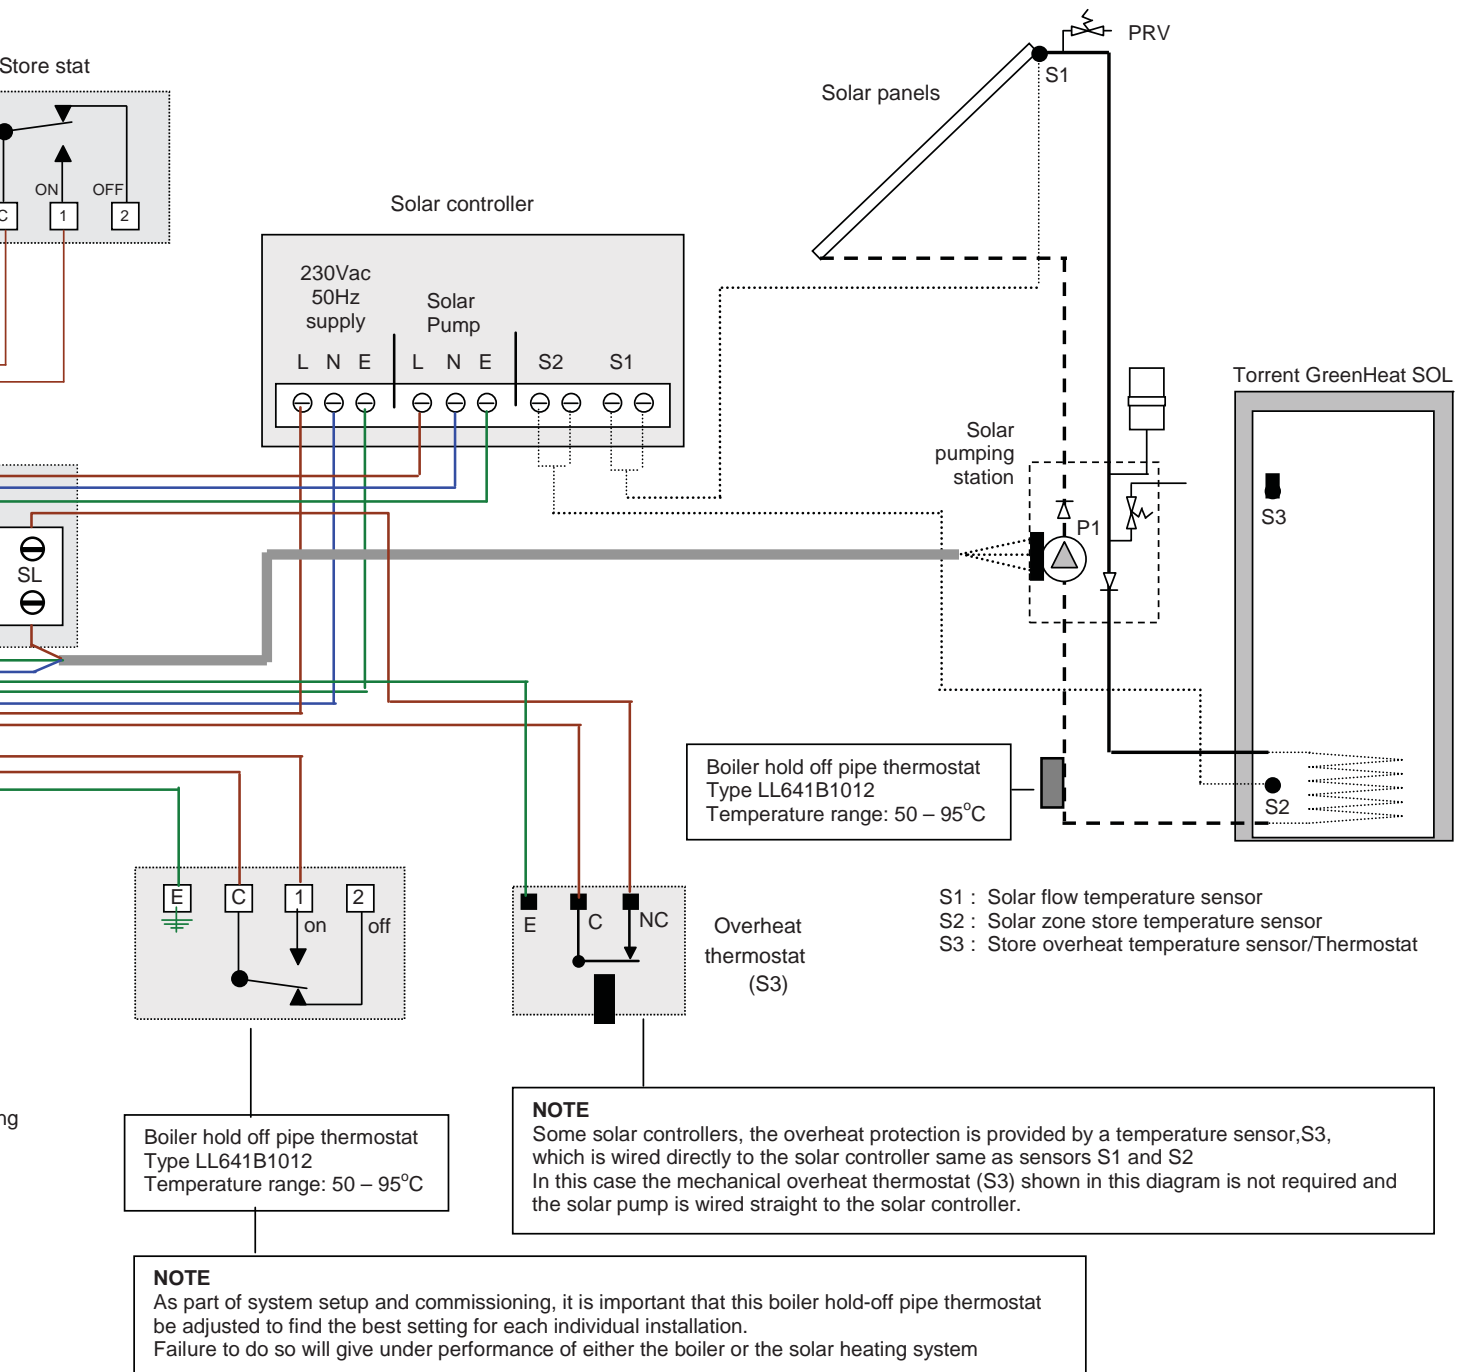 PRV
Store stat
S1
Solar panels
ON
OFF
C
1
2
Solar controller
230Vac
50Hz
supply
Solar
Pump
L N E
L N E
S2
S1
Torrent GreenHeat SOL
Solar
pumping
station
P1
S3
SL
Boiler hold off pipe thermostat
Type LL641B1012
Temperature range: 50 – 95°C
S2
E
C
1
2
on
off
E
C
NC
Overheat
thermostat
(S3)
S1 : Solar flow temperature sensor
S2 : Solar zone store temperature sensor
S3 : Store overheat temperature sensor/Thermostat
ng
Boiler hold off pipe thermostat
Type LL641B1012
Temperature range: 50 – 95°C
NOTE
Some solar controllers, the overheat protection is provided by a temperature sensor,S3,
which is wired directly to the solar controller same as sensors S1 and S2
In this case the mechanical overheat thermostat (S3) shown in this diagram is not required and
the solar pump is wired straight to the solar controller.
NOTE
As part of system setup and commissioning, it is important that this boiler hold-off pipe thermostat
be adjusted to find the best setting for each individual installation.
Failure to do so will give under performance of either the boiler or the solar heating system